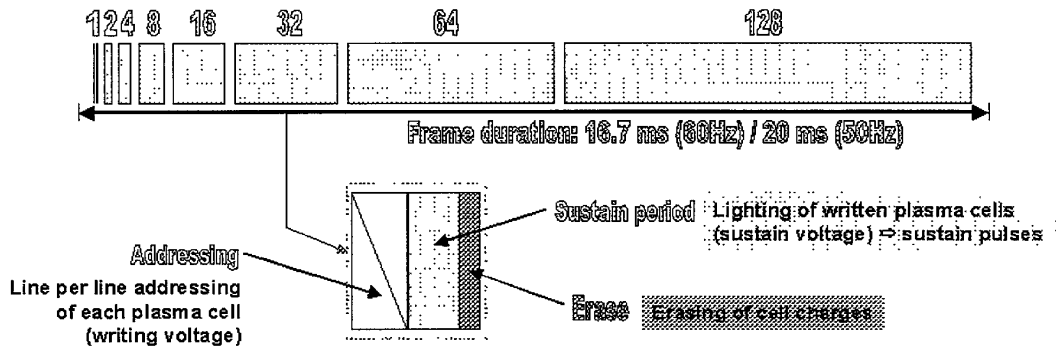 1 2 4 8 16 32 64 128
Frame duration: 16.7 ms (60Hz) / 20 ms (50Hz)
Sustain period Lighting of written plasma cells
(sustain voltage) ⇨ sustain pulses
Addressing
Line per line addressing
of each plasma cell
(writing voltage)
Erase Erasing of cell charges